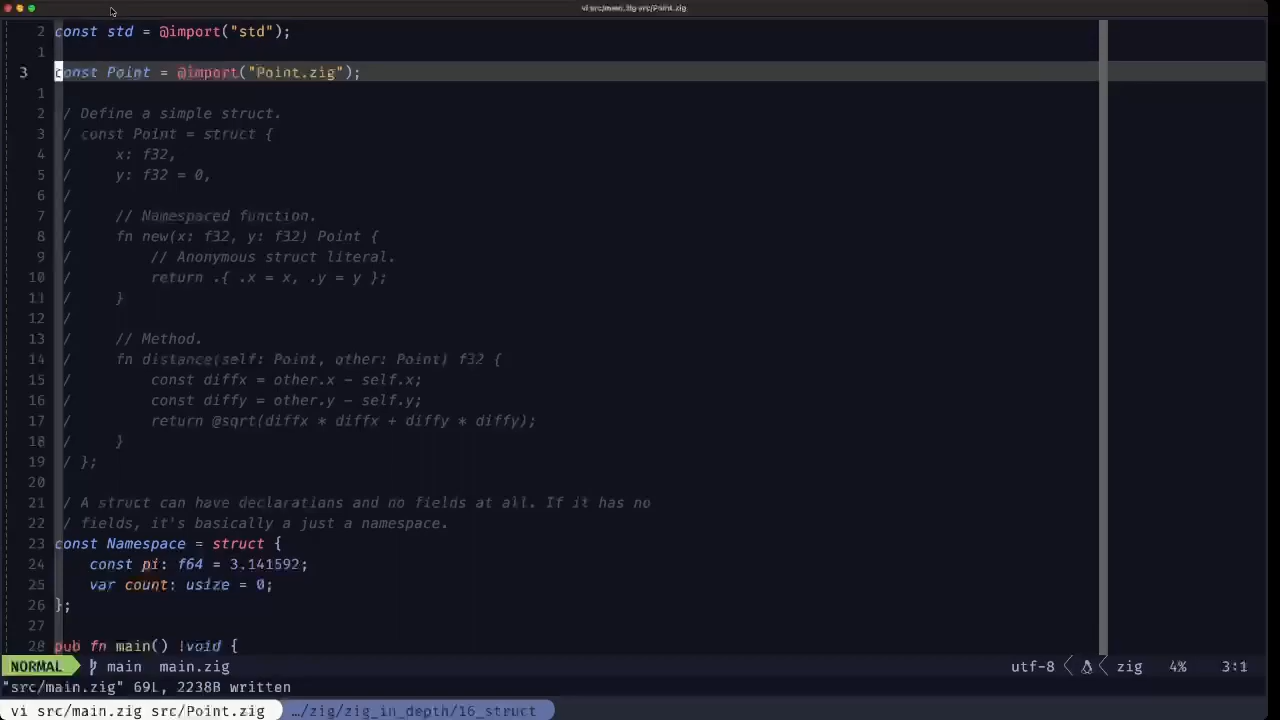 vi src/main.zig src/Point.zig
2 const std = @import("std");
1
3 const Point = @import("Point.zig");
1
2 / Define a simple struct.
3 / const Point = struct {
4 /     x: f32,
5 /     y: f32 = 0,
6 /
7 /     // Namespaced function.
8 /     fn new(x: f32, y: f32) Point {
9 /         // Anonymous struct literal.
10 /         return .{ .x = x, .y = y };
11 /     }
12 /
13 /     // Method.
14 /     fn distance(self: Point, other: Point) f32 {
15 /         const diffx = other.x - self.x;
16 /         const diffy = other.y - self.y;
17 /         return @sqrt(diffx * diffx + diffy * diffy);
18 /     }
19 / };
20
21 / A struct can have declarations and no fields at all. If it has no
22 / fields, it's basically a just a namespace.
23 const Namespace = struct {
24     const pi: f64 = 3.141592;
25     var count: usize = 0;
26 };
27
28 pub fn main() !void {
NORMAL main main.zig utf-8 zig 4% 3:1
"src/main.zig" 69L, 2238B written
vi src/main.zig src/Point.zig …/zig/zig_in_depth/16_struct